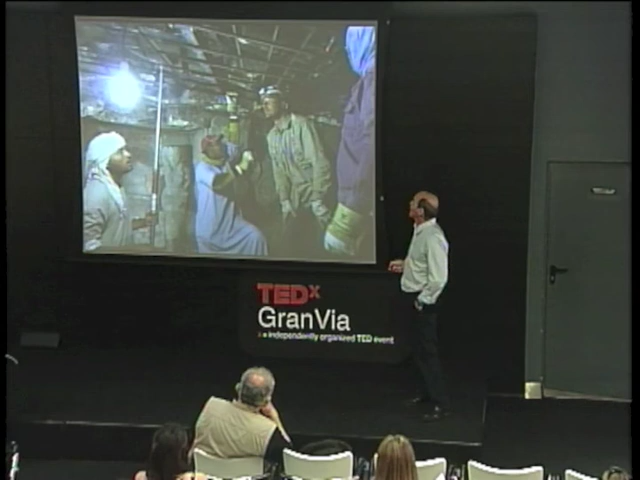 TEDx
GranVia
x = independently organized TED event